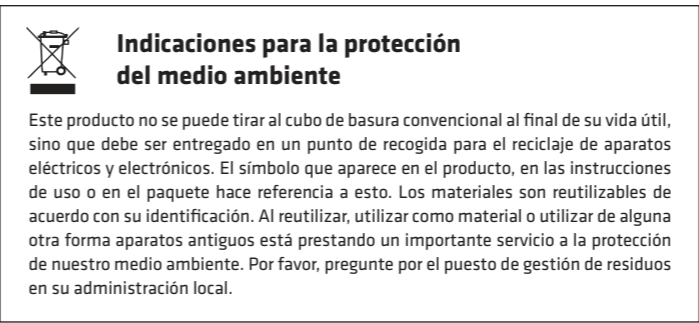 Indicaciones para la protección
del medio ambiente
Este producto no se puede tirar al cubo de basura convencional al final de su vida útil,
sino que debe ser entregado en un punto de recogida para el reciclaje de aparatos
eléctricos y electrónicos. El símbolo que aparece en el producto, en las instrucciones
de uso o en el paquete hace referencia a esto. Los materiales son reutilizables de
acuerdo con su identificación. Al reutilizar, utilizar como material o utilizar de alguna
otra forma aparatos antiguos está prestando un importante servicio a la protección
de nuestro medio ambiente. Por favor, pregunte por el puesto de gestión de residuos
en su administración local.